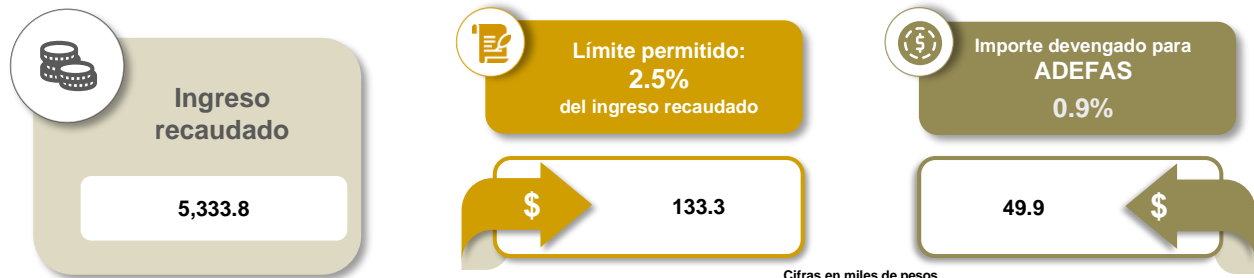 Ingreso
recaudado
5,333.8
Límite permitido:
2.5%
del ingreso recaudado
$
133.3
Importe devengado para
ADEFAS
0.9%
49.9
$
Cifras en miles de pesos